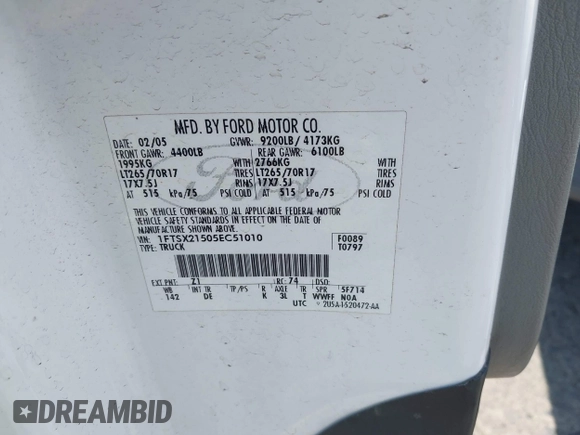 MFD. BY FORD MOTOR CO.
DATE 02/05 GVWR: 9200LB/ 4173KG
FRONT GAWR: 4400LB REAR GAWR: 6100LB
1995KG WITH 2766KG WITH
LT265/70R17 TIRES LT265/70R17 TIRES
17X7.5J RIMS 17X7.5J RIMS
AT 515 kPa/75 PSI COLD AT 515 kPa/75 PSI COLD
Ford
THIS VEHICLE CONFORMS TO ALL APPLICABLE FEDERAL MOTOR
VEHICLE SAFETY STANDARDS IN EFFECT ON THE DATE OF
MANUFACTURE SHOWN ABOVE.
VIN: 1FTSX21505EC51010 F0089
TYPE: TRUCK T0797
EXT PNT: Z1 RC: 74 DSO:
WB INT TR TP/PS R AXLE TR SPR 5F714
142 DE K 3L T WWFF NOA
UTC 2U5A-1520472-AA
DREAMBID